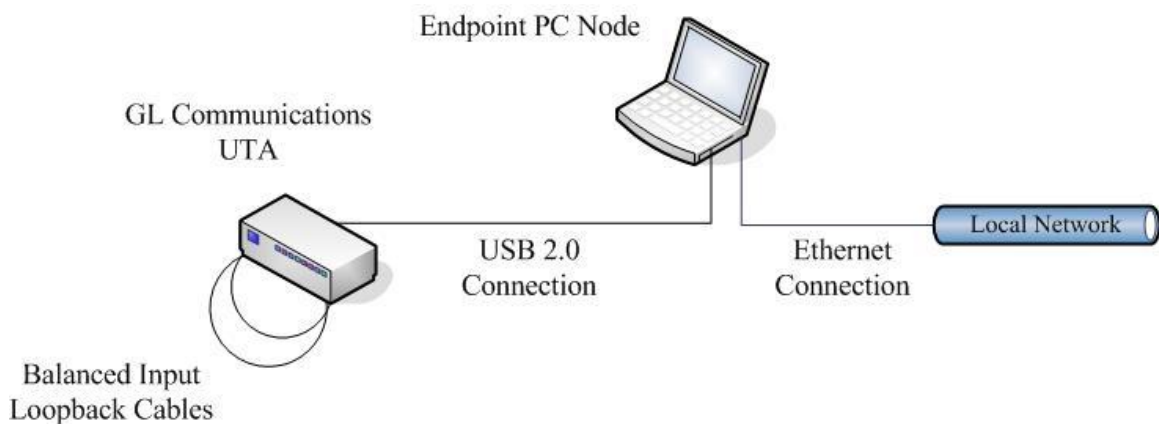 Endpoint PC Node
GL Communications
UTA
USB 2.0
Connection
Ethernet
Connection
Local Network
Balanced Input
Loopback Cables